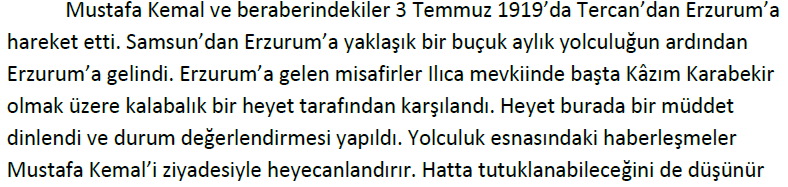 Mustafa Kemal ve beraberindekiler 3 Temmuz 1919’da Tercan’dan Erzurum’a
hareket etti. Samsun’dan Erzurum’a yaklaşık bir buçuk aylık yolculuğun ardından
Erzurum’a gelindi. Erzurum’a gelen misafirler Ilıca mevkiinde başta Kâzım Karabekir
olmak üzere kalabalık bir heyet tarafından karşılandı. Heyet burada bir müddet
dinlendi ve durum değerlendirmesi yapıldı. Yolculuk esnasındaki haberleşmeler
Mustafa Kemal’i ziyadesiyle heyecanlandırır. Hatta tutuklanabileceğini de düşünür